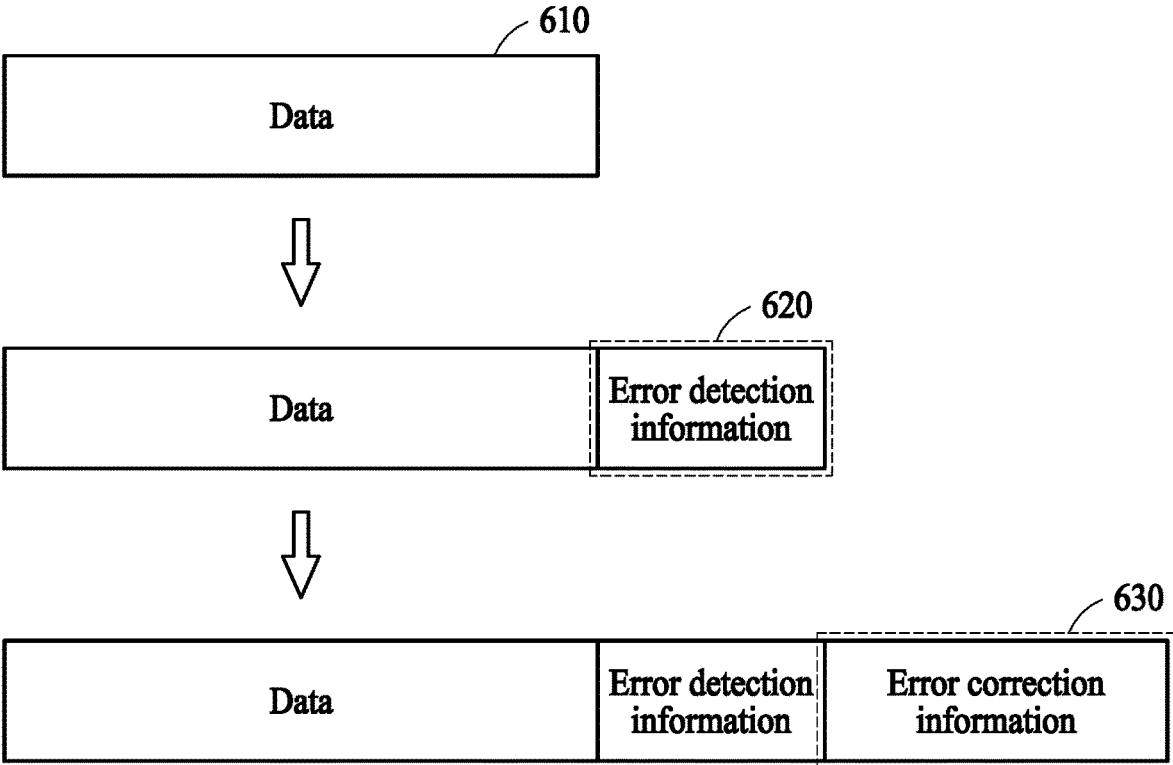 610
Data
620
Data
Error detection
information
630
Data
Error detection
information
Error correction
information